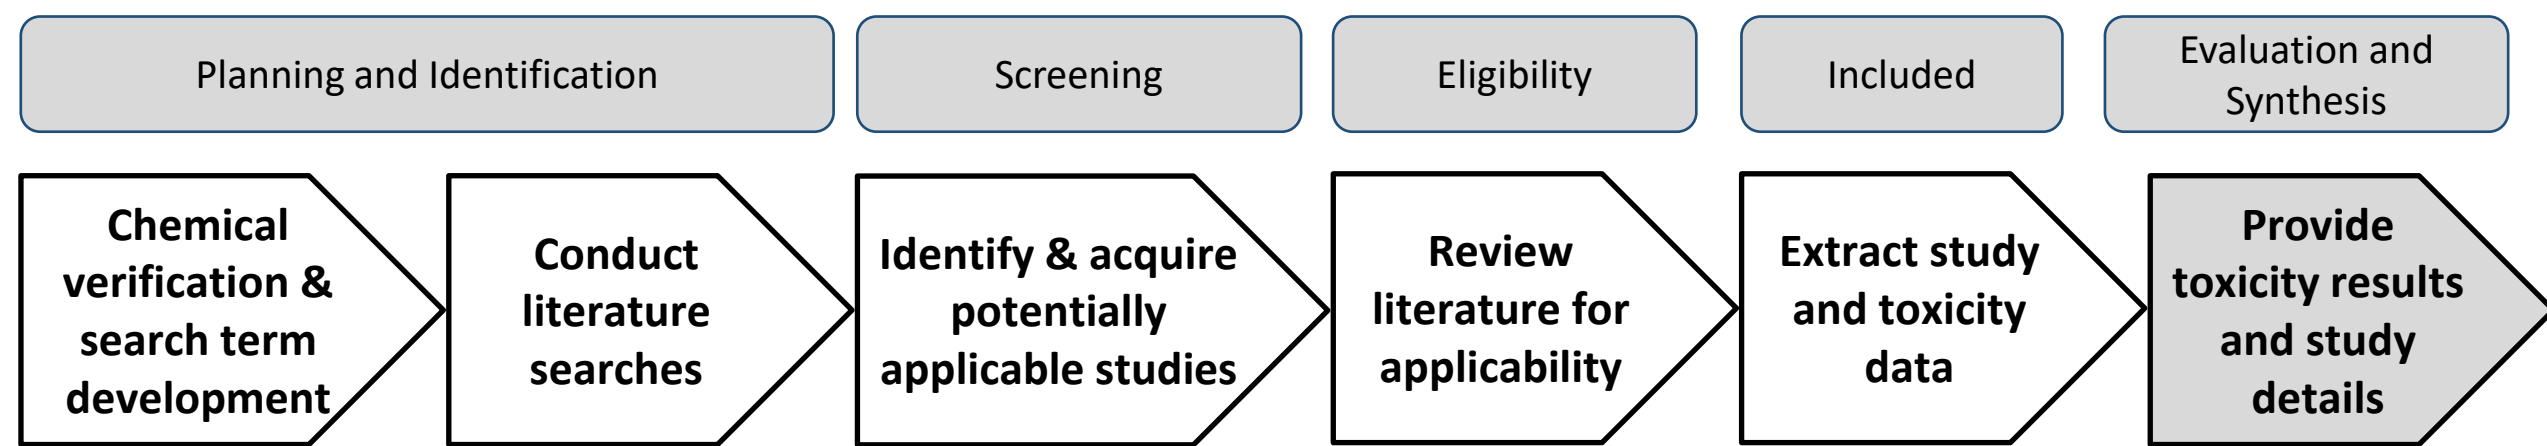 Planning and Identification
Screening
Eligibility
Included
Evaluation and
Synthesis
Chemical
verification &
search term
development
Conduct
literature
searches
Identify & acquire
potentially
applicable studies
Review
literature for
applicability
Extract study
and toxicity
data
Provide
toxicity results
and study
details